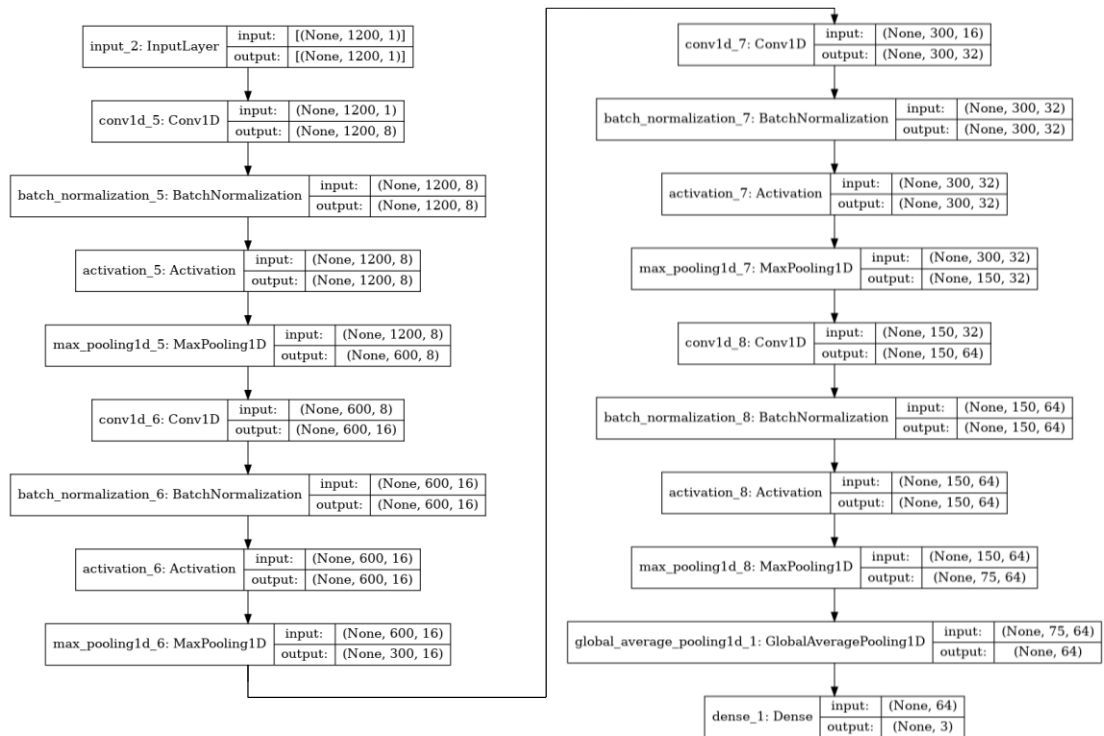 input_2: InputLayer input: [(None, 1200, 1)]
output: [(None, 1200, 1)]
conv1d_5: Conv1D input: (None, 1200, 1)
output: (None, 1200, 8)
batch_normalization_5: BatchNormalization input: (None, 1200, 8)
output: (None, 1200, 8)
activation_5: Activation input: (None, 1200, 8)
output: (None, 1200, 8)
max_pooling1d_5: MaxPooling1D input: (None, 1200, 8)
output: (None, 600, 8)
conv1d_6: Conv1D input: (None, 600, 8)
output: (None, 600, 16)
batch_normalization_6: BatchNormalization input: (None, 600, 16)
output: (None, 600, 16)
activation_6: Activation input: (None, 600, 16)
output: (None, 600, 16)
max_pooling1d_6: MaxPooling1D input: (None, 600, 16)
output: (None, 300, 16)
conv1d_7: Conv1D input: (None, 300, 16)
output: (None, 300, 32)
batch_normalization_7: BatchNormalization input: (None, 300, 32)
output: (None, 300, 32)
activation_7: Activation input: (None, 300, 32)
output: (None, 300, 32)
max_pooling1d_7: MaxPooling1D input: (None, 300, 32)
output: (None, 150, 32)
conv1d_8: Conv1D input: (None, 150, 32)
output: (None, 150, 64)
batch_normalization_8: BatchNormalization input: (None, 150, 64)
output: (None, 150, 64)
activation_8: Activation input: (None, 150, 64)
output: (None, 150, 64)
max_pooling1d_8: MaxPooling1D input: (None, 150, 64)
output: (None, 75, 64)
global_average_pooling1d_1: GlobalAveragePooling1D input: (None, 75, 64)
output: (None, 64)
dense_1: Dense input: (None, 64)
output: (None, 3)